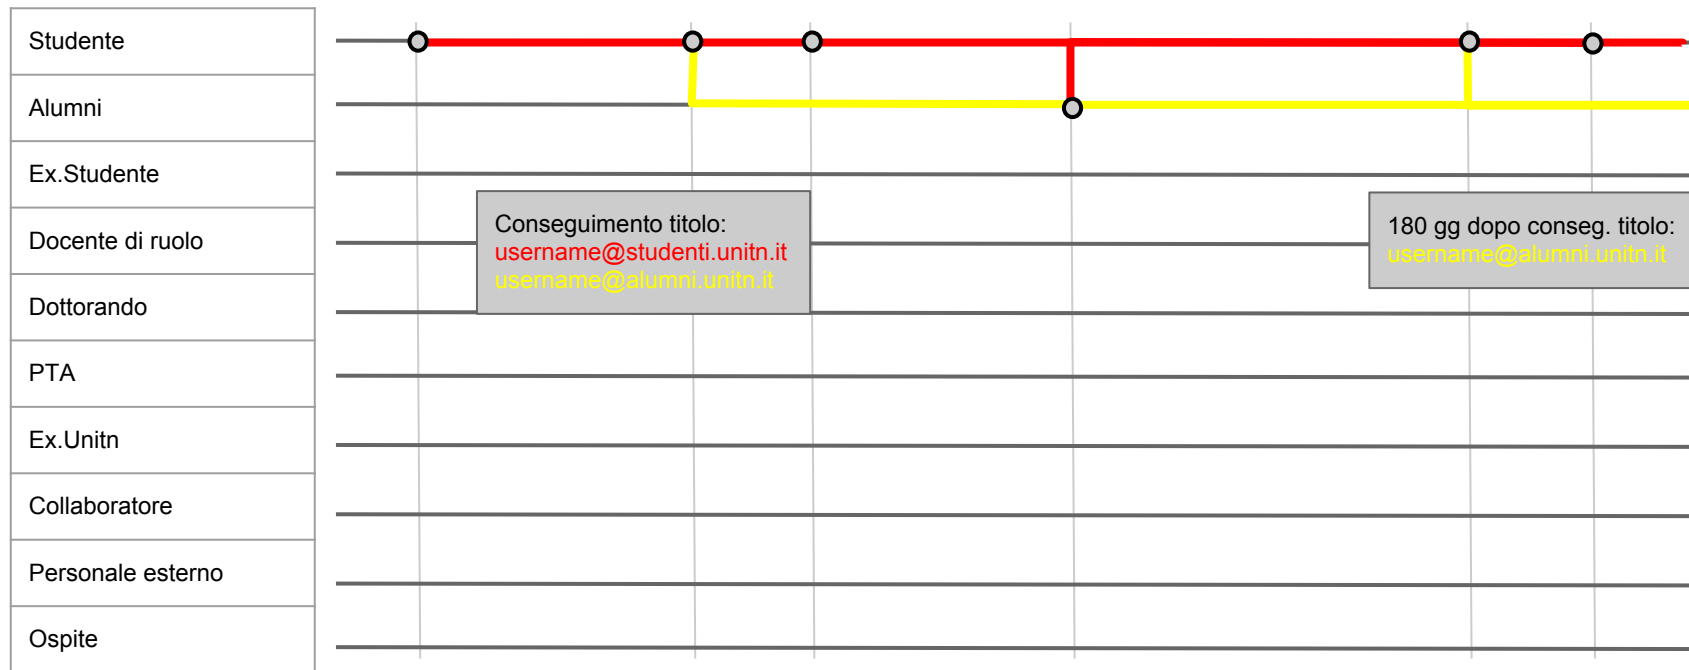 Studente
Alumni
Ex.Studente
Docente di ruolo
Dottorando
PTA
Ex.Unitn
Collaboratore
Personale esterno
Ospite
Conseguimento titolo:
username@studenti.unitn.it
username@alumni.unitn.it
180 gg dopo conseg. titolo:
username@alumni.unitn.it